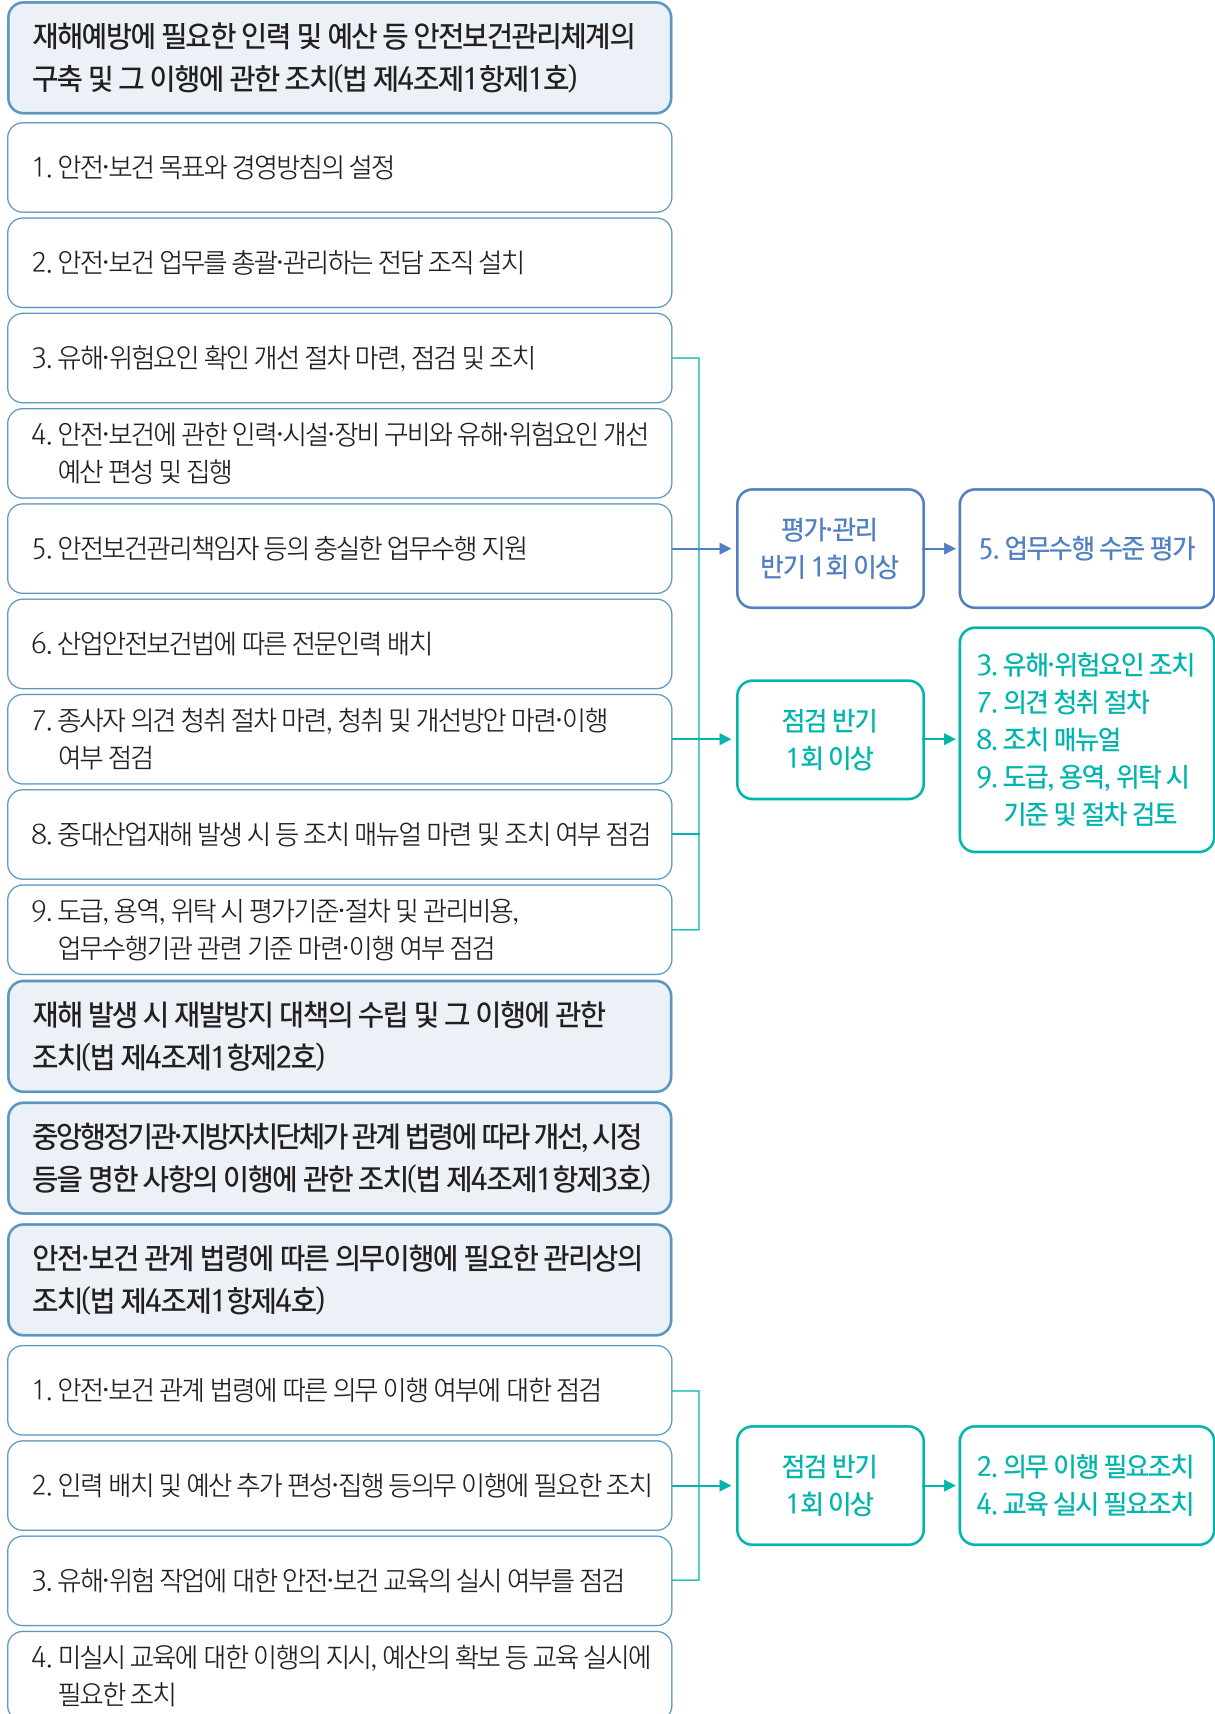 재해예방에 필요한 인력 및 예산 등 안전보건관리체계의
구축 및 그 이행에 관한 조치(법 제4조제1항제1호)
1. 안전·보건 목표와 경영방침의 설정
2. 안전·보건 업무를 총괄·관리하는 전담 조직 설치
3. 유해·위험요인 확인 개선 절차 마련, 점검 및 조치
4. 안전·보건에 관한 인력·시설·장비 구비와 유해·위험요인 개선
예산 편성 및 집행
5. 안전보건관리책임자 등의 충실한 업무수행 지원
평가·관리
반기 1회 이상
5. 업무수행 수준 평가
6. 산업안전보건법에 따른 전문인력 배치
7. 종사자 의견 청취 절차 마련, 청취 및 개선방안 마련·이행
여부 점검
점검 반기
1회 이상
3. 유해·위험요인 조치
7. 의견 청취 절차
8. 조치 매뉴얼
9. 도급, 용역, 위탁 시
기준 및 절차 검토
8. 중대산업재해 발생 시 등 조치 매뉴얼 마련 및 조치 여부 점검
9. 도급, 용역, 위탁 시 평가기준·절차 및 관리비용,
업무수행기관 관련 기준 마련·이행 여부 점검
재해 발생 시 재발방지 대책의 수립 및 그 이행에 관한
조치(법 제4조제1항제2호)
중앙행정기관·지방자치단체가 관계 법령에 따라 개선, 시정
등을 명한 사항의 이행에 관한 조치(법 제4조제1항제3호)
안전·보건 관계 법령에 따른 의무이행에 필요한 관리상의
조치(법 제4조제1항제4호)
1. 안전·보건 관계 법령에 따른 의무 이행 여부에 대한 점검
2. 인력 배치 및 예산 추가 편성·집행 등의무 이행에 필요한 조치
점검 반기
1회 이상
2. 의무 이행 필요조치
4. 교육 실시 필요조치
3. 유해·위험 작업에 대한 안전·보건 교육의 실시 여부를 점검
4. 미실시 교육에 대한 이행의 지시, 예산의 확보 등 교육 실시에
필요한 조치